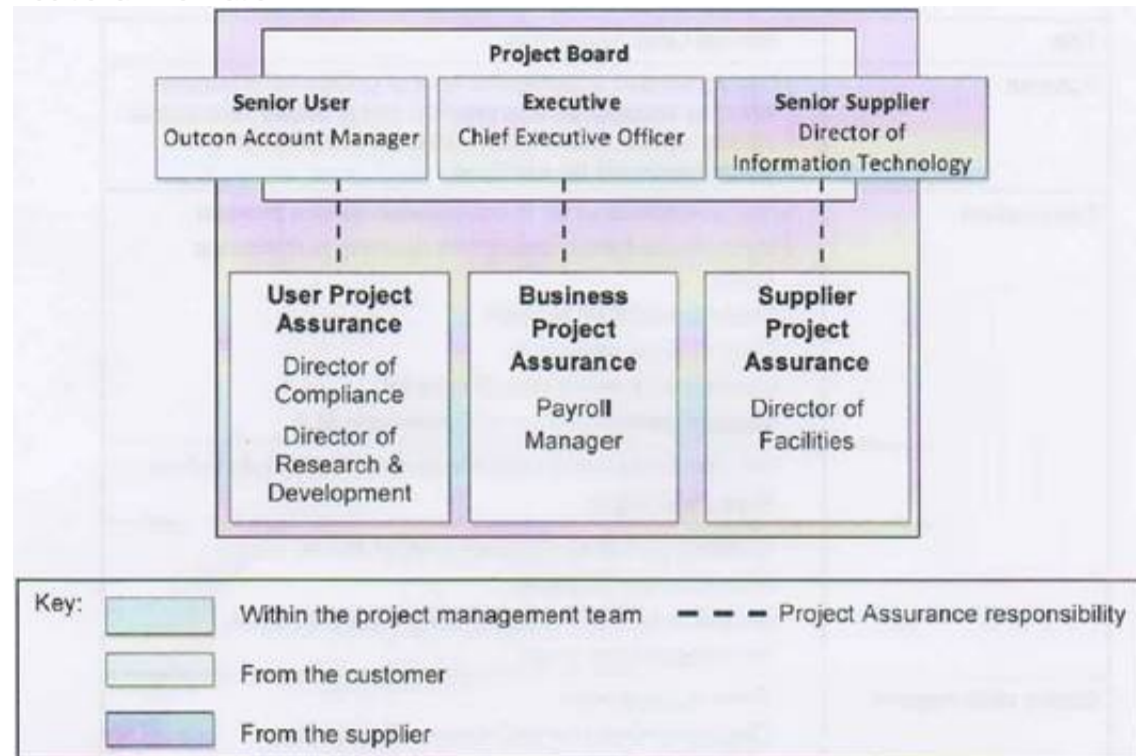 Project Board
Senior User
Outcon Account Manager
Executive
Chief Executive Officer
Senior Supplier
Director of
Information Technology
User Project
Assurance
Director of
Compliance
Director of
Research &
Development
Business
Project
Assurance
Payroll
Manager
Supplier
Project
Assurance
Director of
Facilities
Key:
Within the project management team
Project Assurance responsibility
From the customer
From the supplier